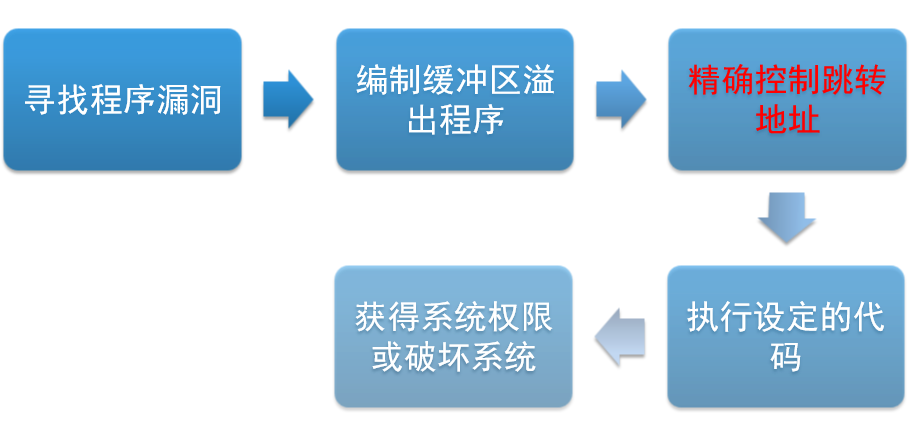 寻找程序漏洞
编制缓冲区溢
出程序
精确控制跳转
地址
执行设定的代
码
获得系统权限
或破坏系统